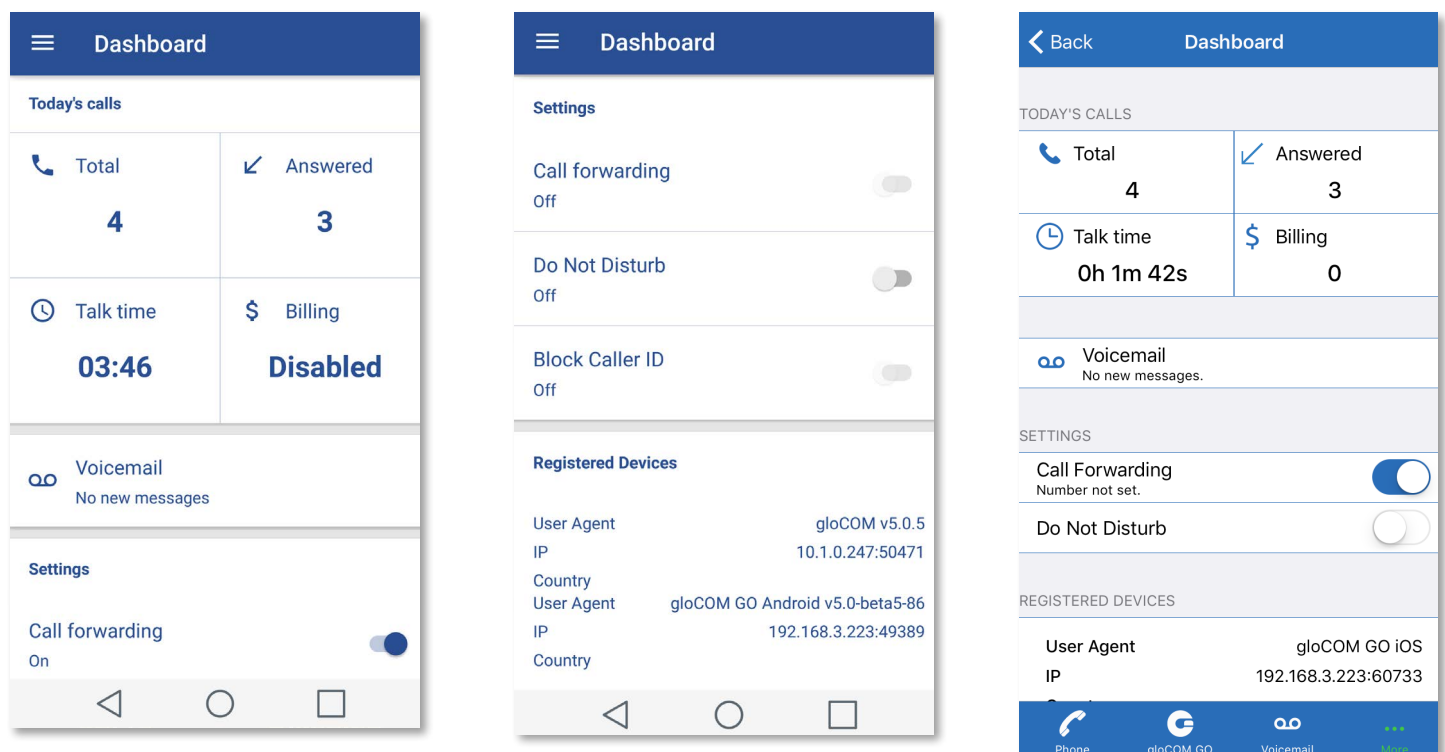 Dashboard
Today's calls
Total
Answered
4
3
Talk time
Billing
03:46
Disabled
Voicemail
No new messages
Settings
Call forwarding
On
Dashboard
Settings
Call forwarding
Off
Do Not Disturb
Off
Block Caller ID
Off
Registered Devices
User Agent gloCOM v5.0.5
IP 10.1.0.247:50471
Country
User Agent gloCOM GO Android v5.0-beta5-86
IP 192.168.3.223:49389
Country
Back Dashboard
TODAY'S CALLS
Total
Answered
4
3
Talk time
Billing
0h 1m 42s
0
Voicemail
No new messages.
SETTINGS
Call Forwarding
Number not set.
Do Not Disturb
REGISTERED DEVICES
User Agent gloCOM GO iOS
IP 192.168.3.223:60733
Phone gloCOM GO Voicemail More